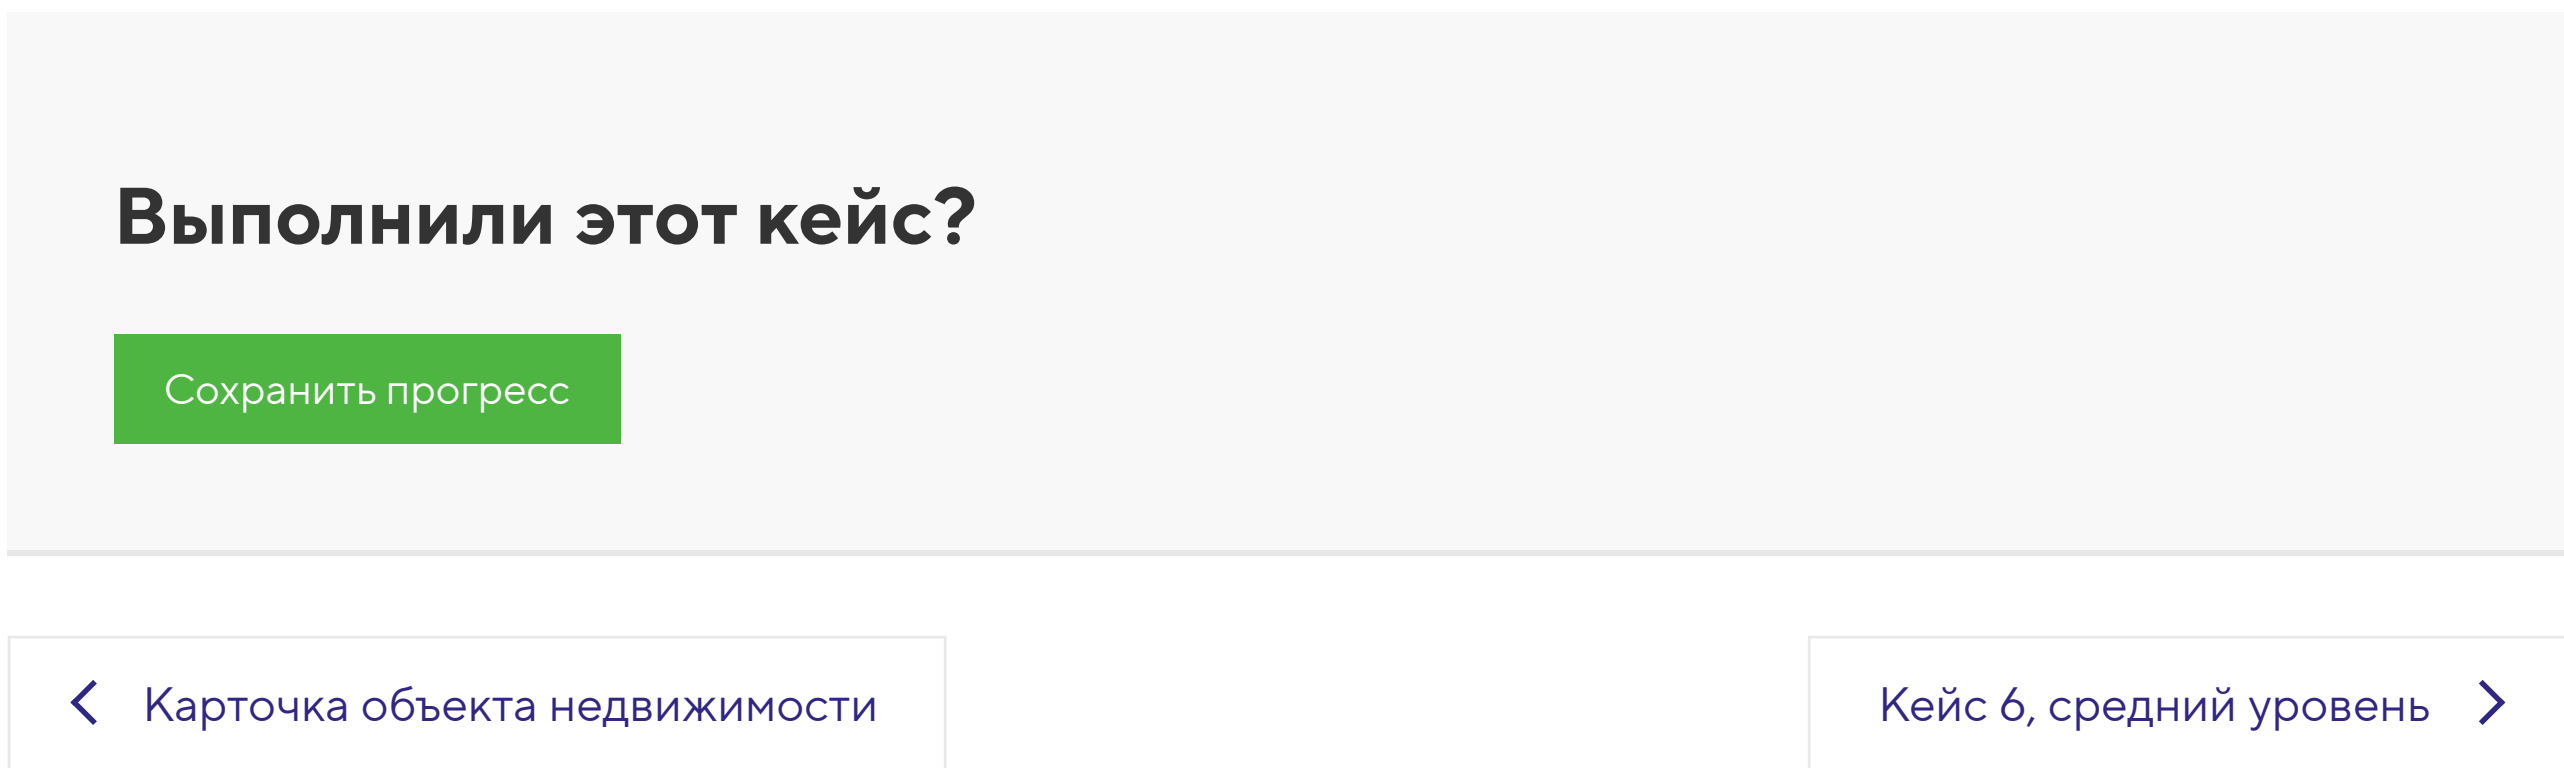 Выполнили этот кейс?
Сохранить прогресс
Карточка объекта недвижимости
Кейс 6, средний уровень